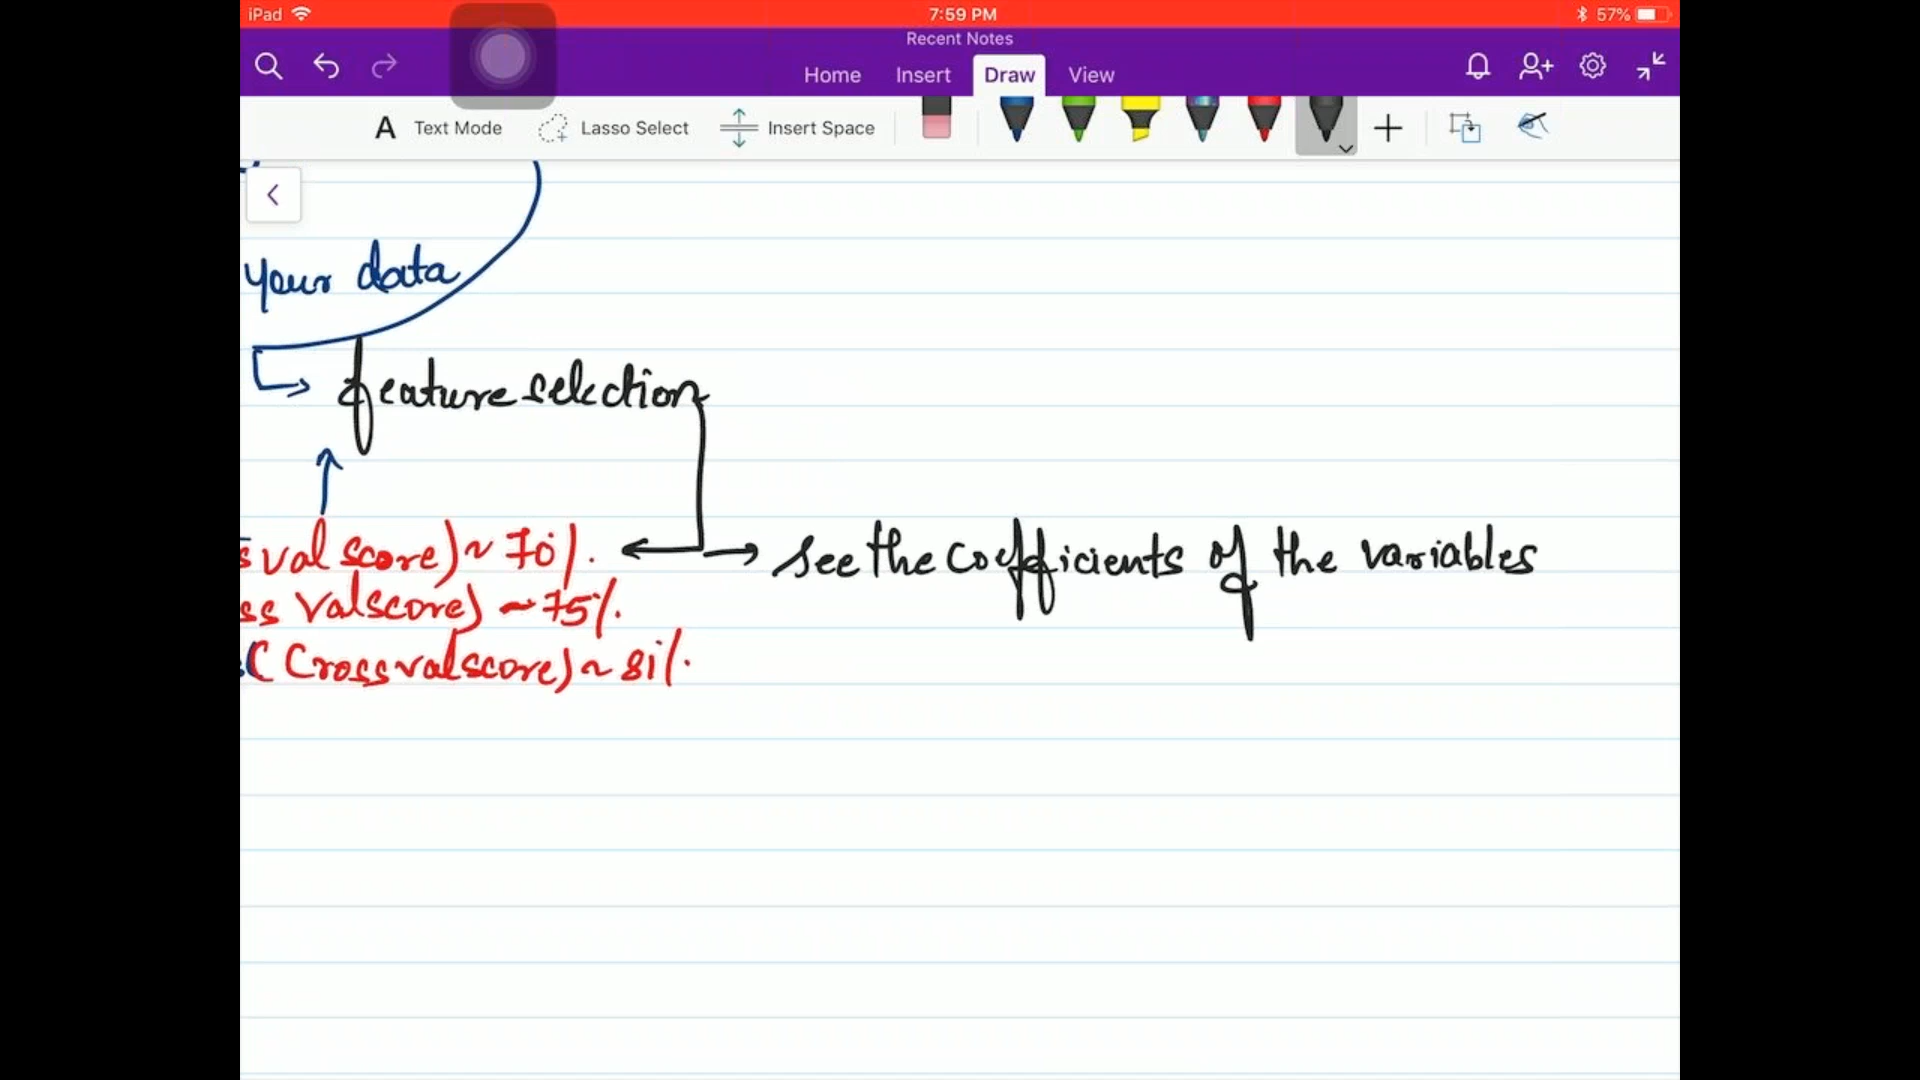 iPad 7:59 PM 57%
Recent Notes
Home Insert Draw View
A Text Mode Lasso Select Insert Space
your data
feature selection
val score) ~ 70%.
ss Valscore) ~ 75%.
( Crossvalscore) ~ 81%.
see the coefficients of the variables